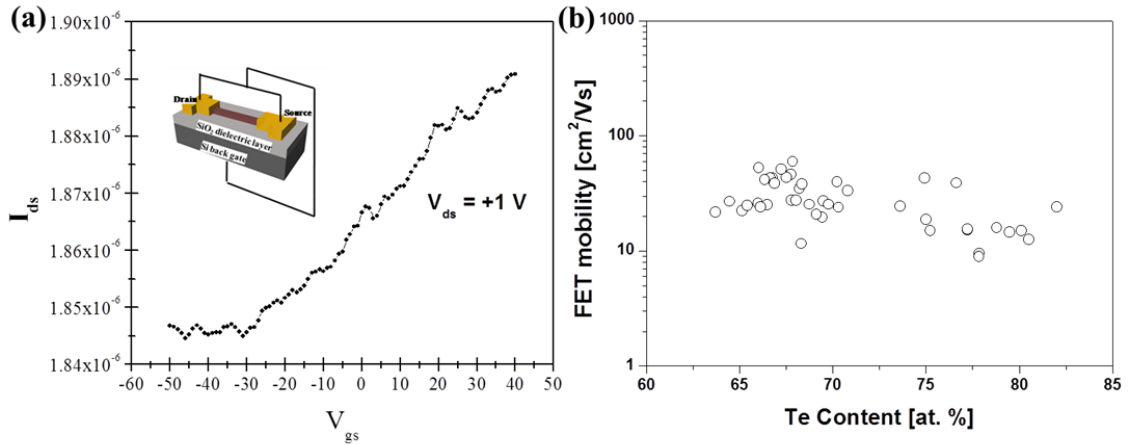 (a)
1.90x10⁻⁶
1.89x10⁻⁶
1.88x10⁻⁶
1.87x10⁻⁶
1.86x10⁻⁶
1.85x10⁻⁶
1.84x10⁻⁶
I_ds
Drain
Source
SiO₂ dielectric layer
Si back gate
V_ds = +1 V
-60 -50 -40 -30 -20 -10 0 10 20 30 40 50
V_gs
(b)
1000
100
10
1
FET mobility [cm²/Vs]
60 65 70 75 80 85
Te Content [at. %]